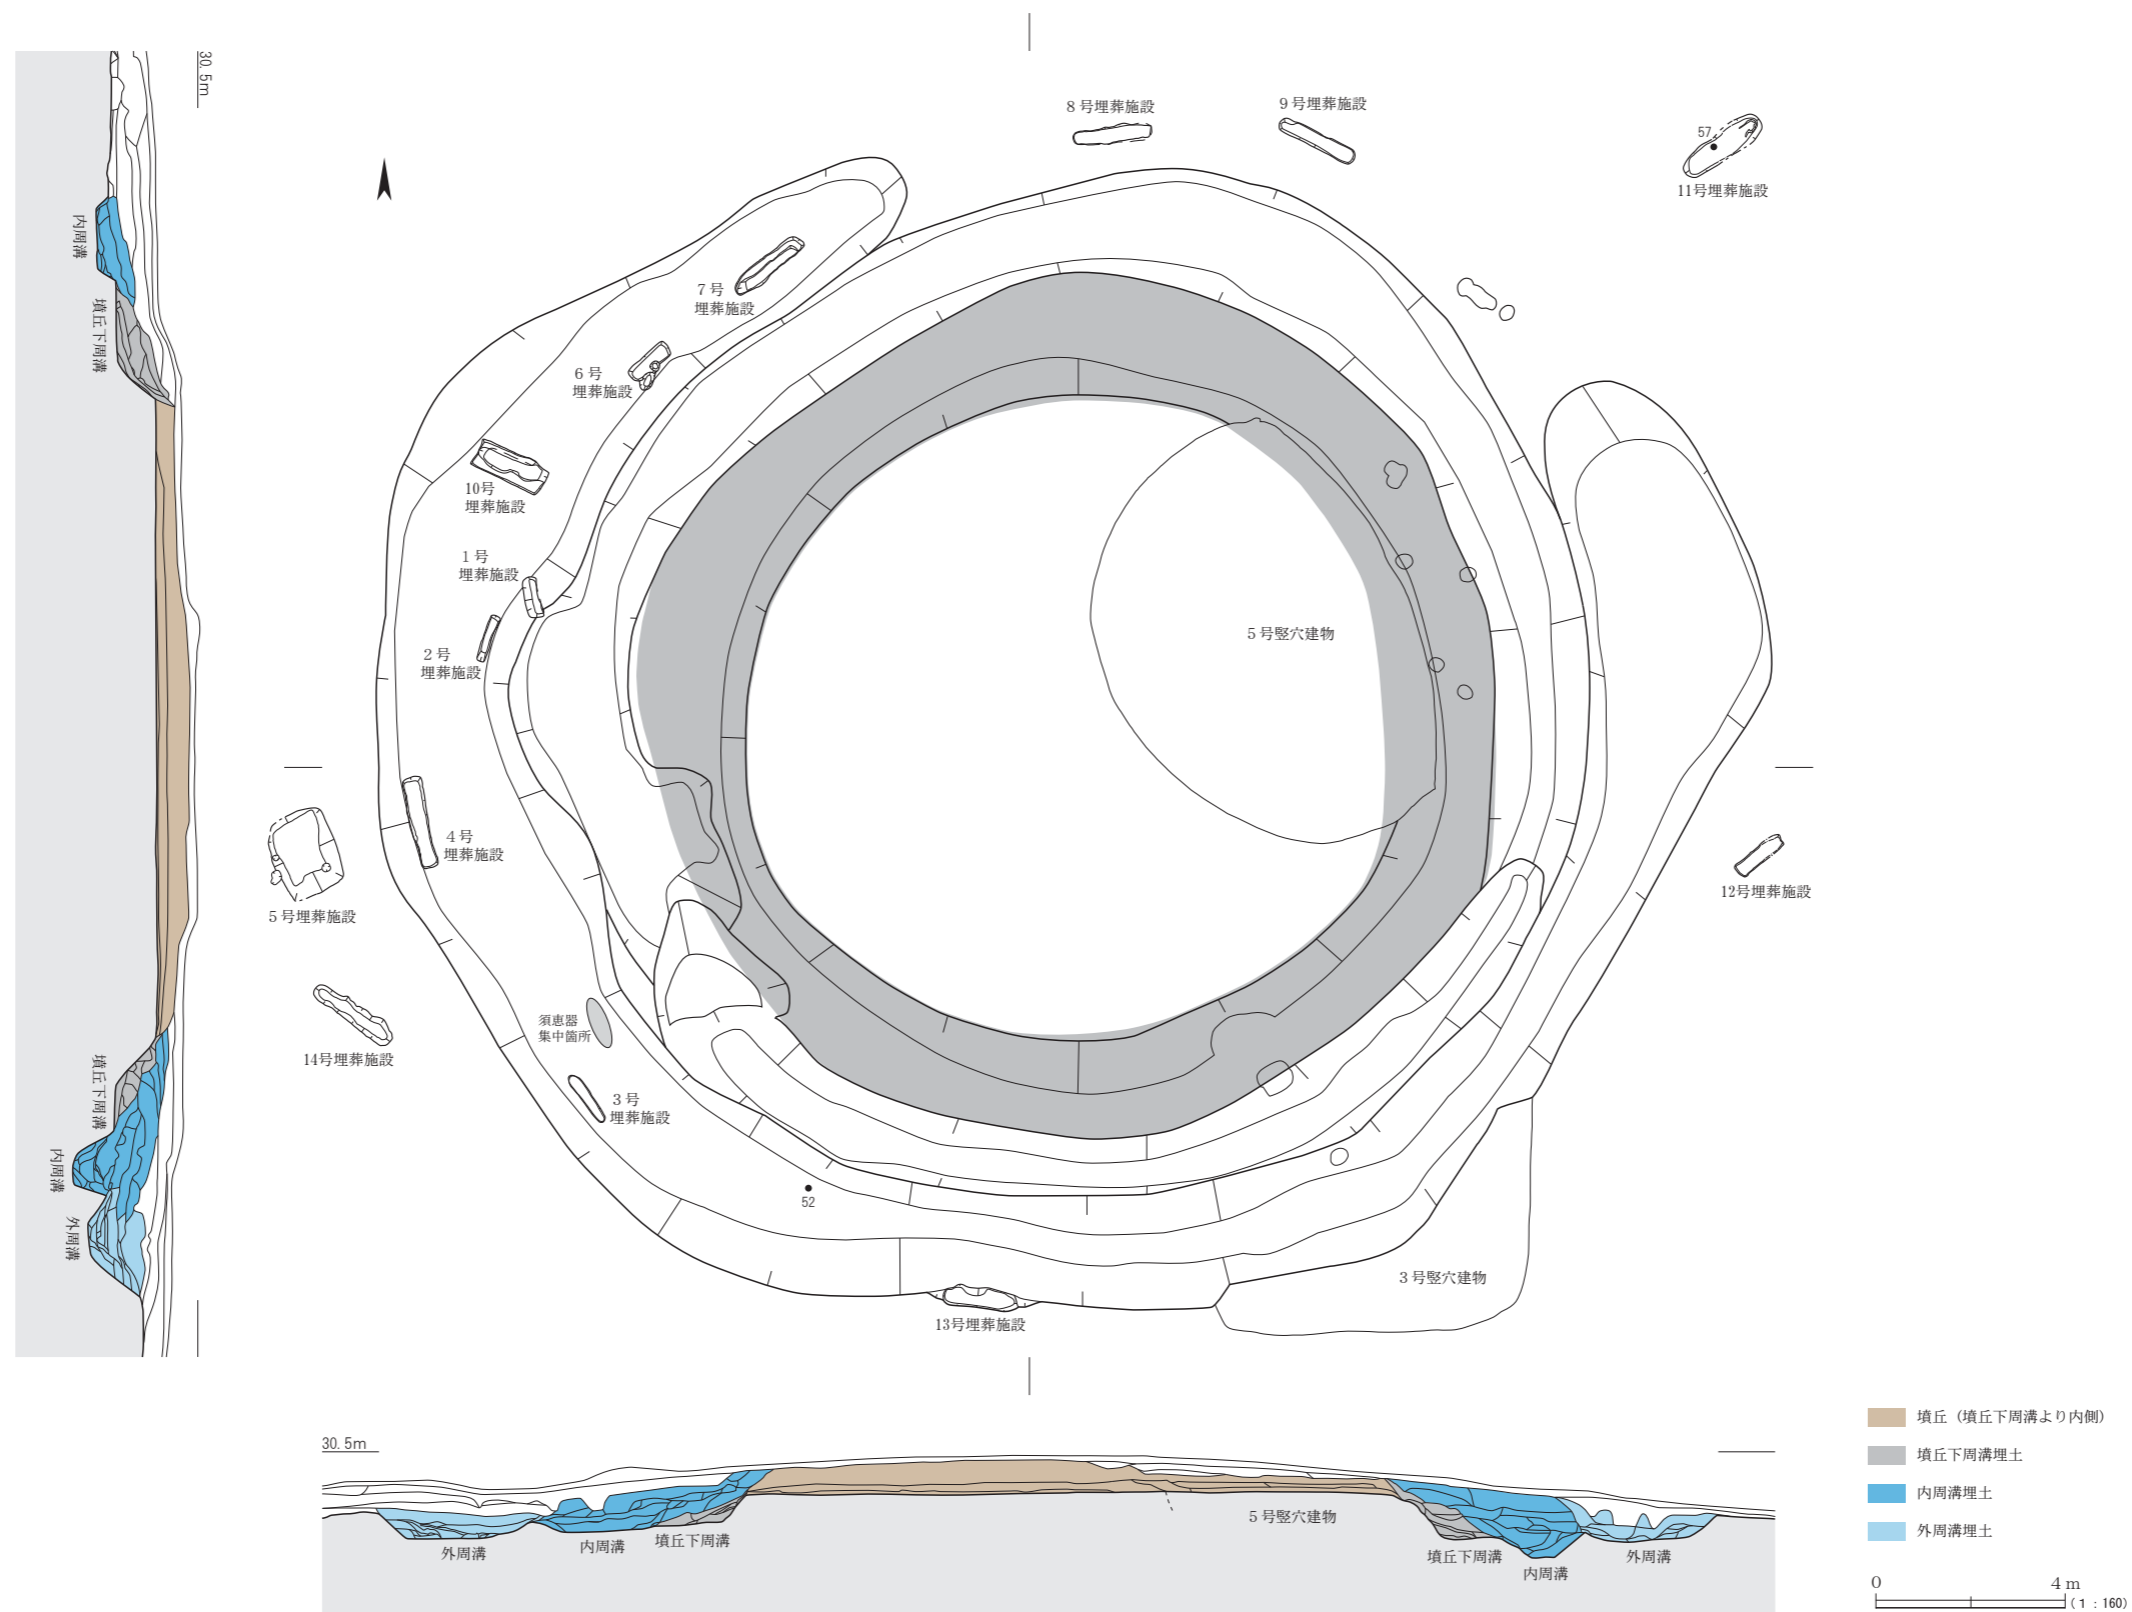 30.5m
内周溝
墳丘下周溝
墳丘下周溝
内周溝
外周溝
8号埋葬施設
9号埋葬施設
57
11号埋葬施設
7号
埋葬施設
6号
埋葬施設
10号
埋葬施設
1号
埋葬施設
2号
埋葬施設
5号竪穴建物
4号
埋葬施設
5号埋葬施設
12号埋葬施設
須恵器
集中箇所
14号埋葬施設
3号
埋葬施設
52
3号竪穴建物
13号埋葬施設
30.5m
5号竪穴建物
外周溝
内周溝
墳丘下周溝
墳丘下周溝
内周溝
外周溝
墳丘（墳丘下周溝より内側）
墳丘下周溝埋土
内周溝埋土
外周溝埋土
0 4m
(1:160)